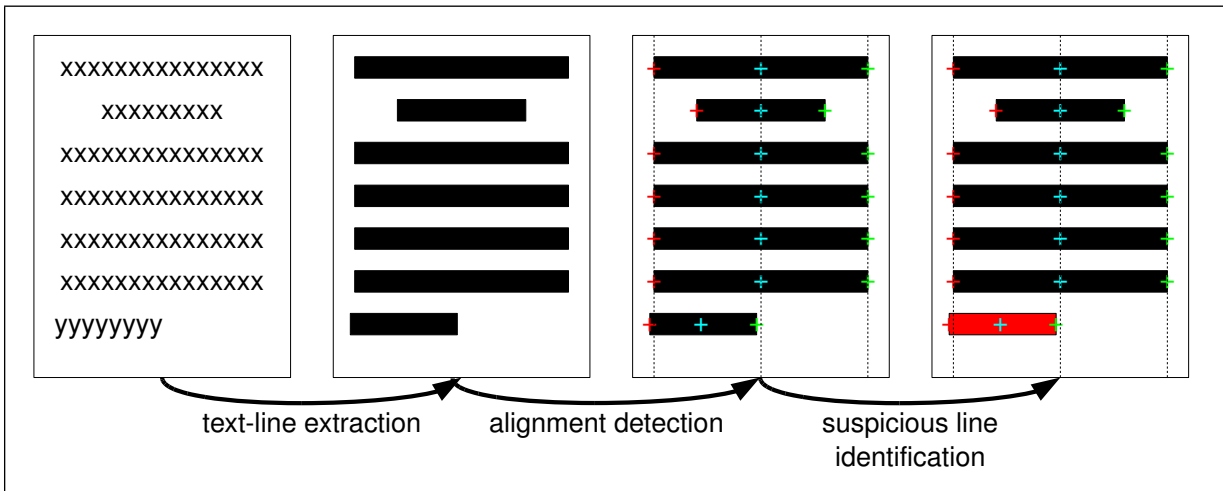 xxxxxxxxxxxxxxx
xxxxxxxxx
xxxxxxxxxxxxxxx
xxxxxxxxxxxxxxx
xxxxxxxxxxxxxxx
xxxxxxxxxxxxxxx
yyyyyyyy
text-line extraction
alignment detection
suspicious line
identification